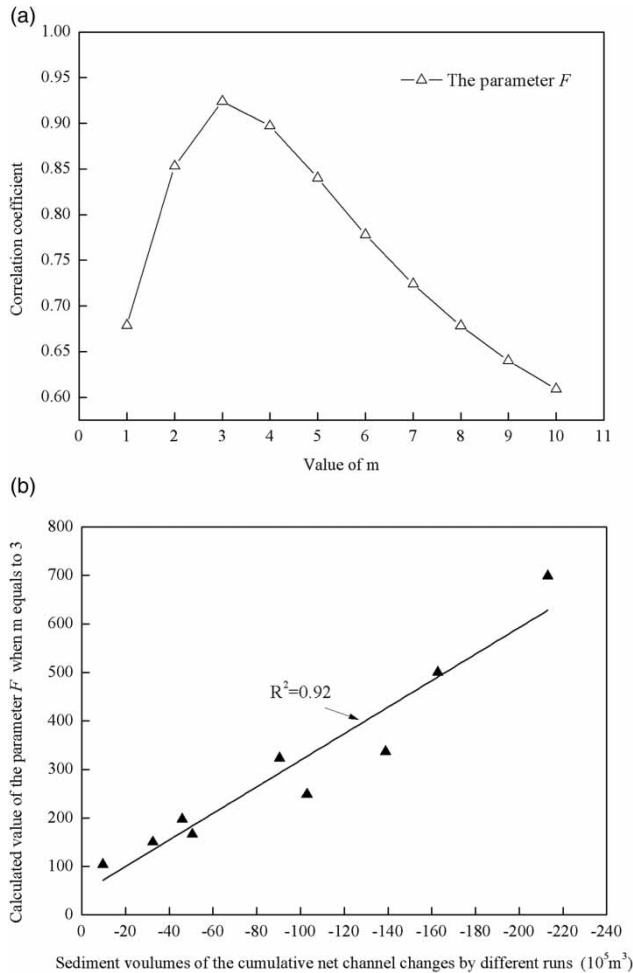 (a)
1.00
0.95
0.90
0.85
0.80
0.75
0.70
0.65
0.60
Correlation coefficient
The parameter F
0 1 2 3 4 5 6 7 8 9 10 11
Value of m
(b)
800
700
600
500
400
300
200
100
0
Calculated value of the parameter F when m equals to 3
R²=0.92
0 -20 -40 -60 -80 -100 -120 -140 -160 -180 -200 -220 -240
Sediment voulumes of the cumulative net channel changes by different runs (10⁵m³)